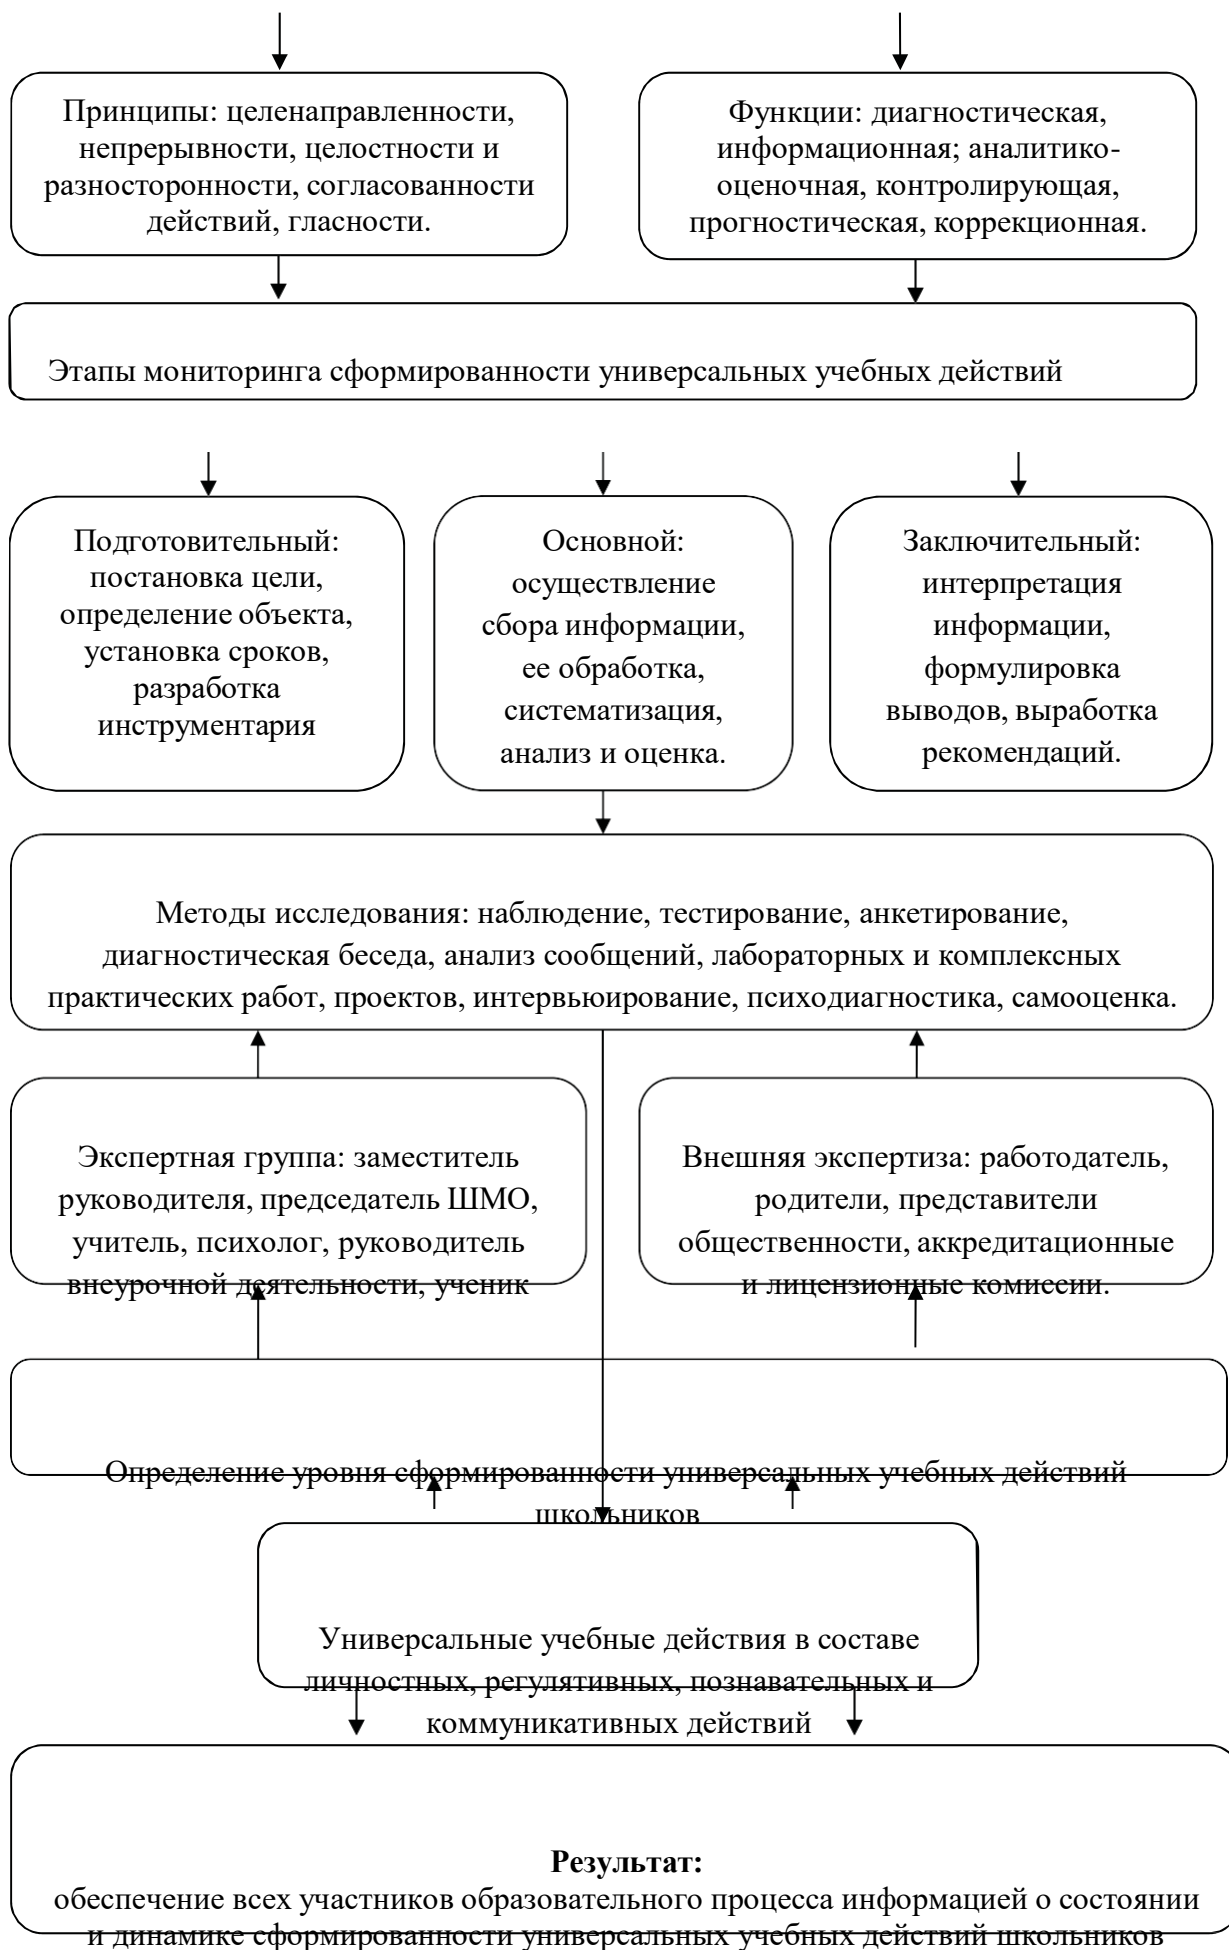 Принципы: целенаправленности,
непрерывности, целостности и
разносторонности, согласованности
действий, гласности.
Функции: диагностическая,
информационная; аналитико-
оценочная, контролирующая,
прогностическая, коррекционная.
Этапы мониторинга сформированности универсальных учебных действий
Подготовительный:
постановка цели,
определение объекта,
установка сроков,
разработка
инструментария
Основной:
осуществление
сбора информации,
ее обработка,
систематизация,
анализ и оценка.
Заключительный:
интерпретация
информации,
формулировка
выводов, выработка
рекомендаций.
Методы исследования: наблюдение, тестирование, анкетирование,
диагностическая беседа, анализ сообщений, лабораторных и комплексных
практических работ, проектов, интервьюирование, психодиагностика, самооценка.
Экспертная группа: заместитель
руководителя, председатель ШМО,
учитель, психолог, руководитель
внеурочной деятельности, ученик
Внешняя экспертиза: работодатель,
родители, представители
общественности, аккредитационные
и лицензионные комиссии.
Определение уровня сформированности универсальных учебных действий
школьников
Универсальные учебные действия в составе
личностных, регулятивных, познавательных и
коммуникативных действий
Результат:
обеспечение всех участников образовательного процесса информацией о состоянии
и динамике сформированности универсальных учебных действий школьников